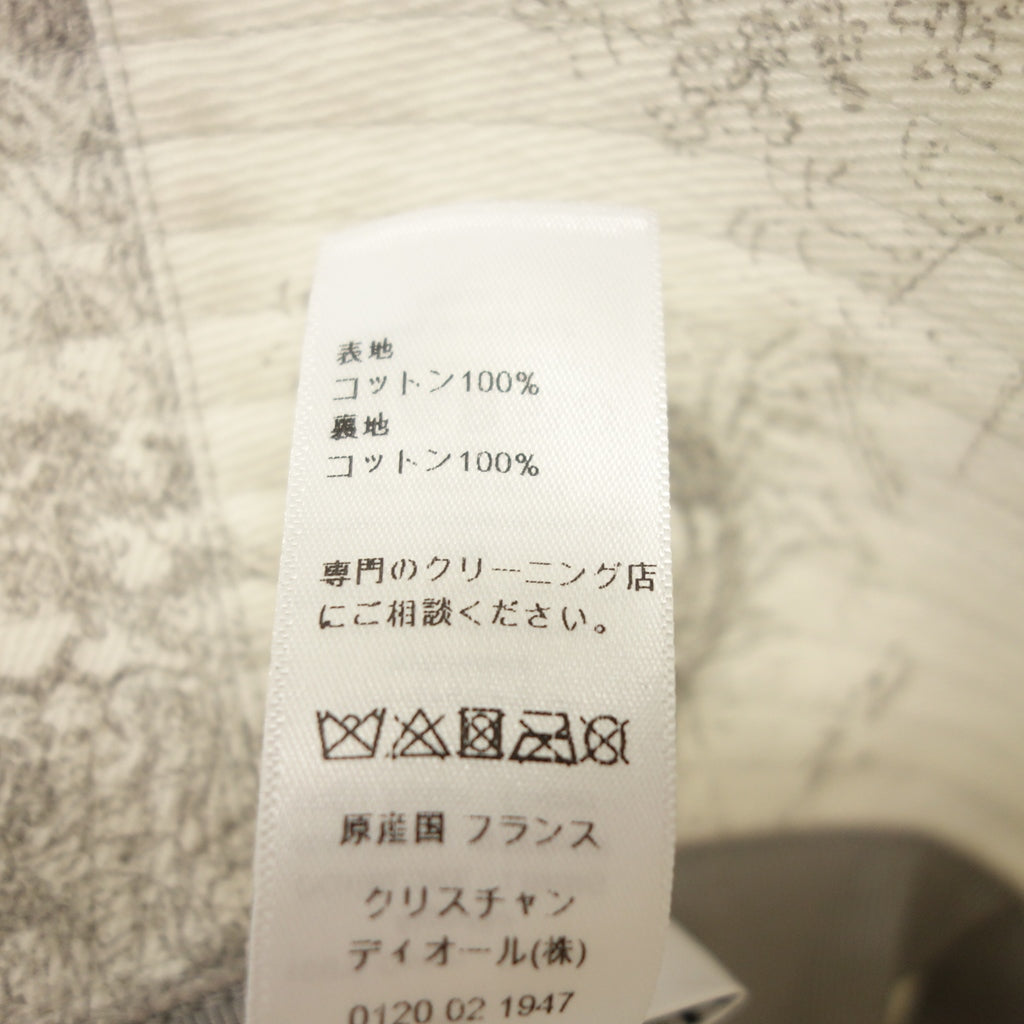 表地
コットン100%
裏地
コットン100%
専門のクリーニング店
にご相談ください。
原産国 フランス
クリスチャン
ディオール(株)
0120 02 1947